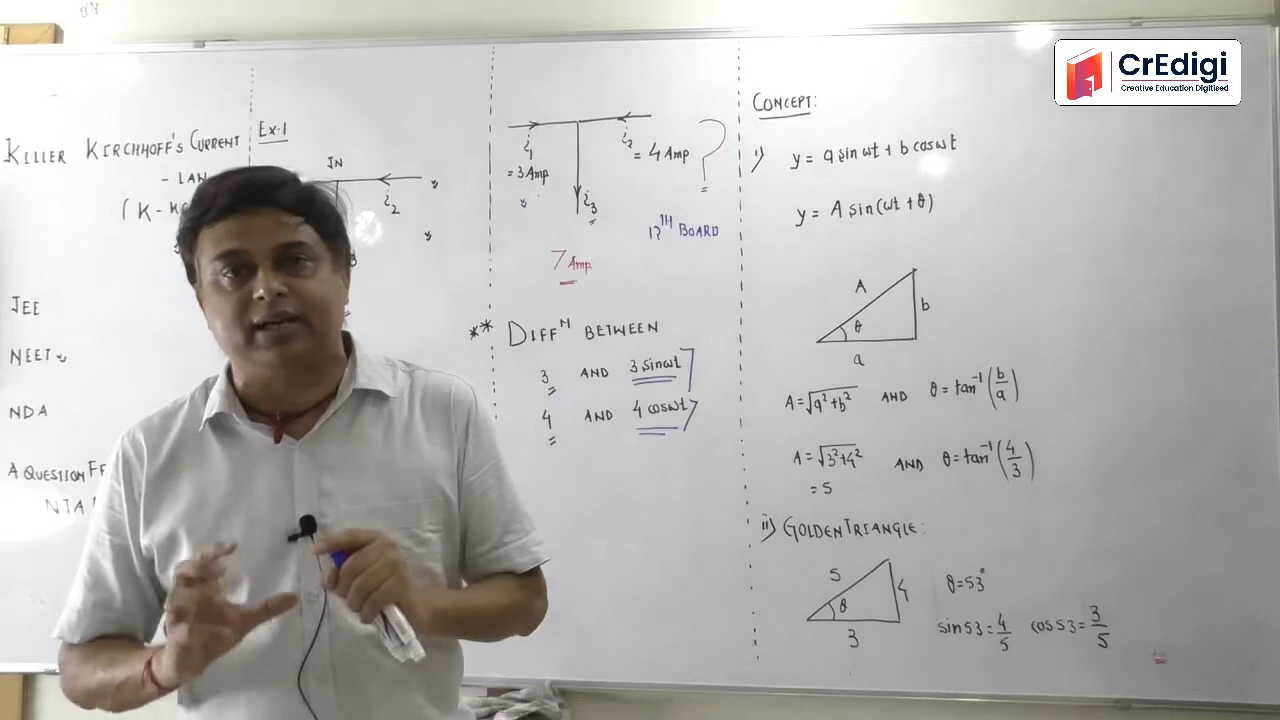 CrEdigi
Creative Education Digitised
KILLER KIRCHHOFF'S CURRENT
- LAW
( K - K
JEE
NEET
NDA
A QUESTION
NTA
Ex-1
IN
i2
i1
= 3 Amp
i2
= 4 Amp
?
i3
12TH BOARD
7 Amp
** DIFFN BETWEEN
3 AND 3 sinωt
4 AND 4 cosωt
CONCEPT:
i) y = a sin ωt + b cosωt
y = A sin(ωt + θ)
A
b
θ
a
A = √a²+b² AND θ = tan⁻¹(b/a)
A = √3²+4² AND θ = tan⁻¹(4/3)
= 5
ii) GOLDEN TRIANGLE:
5
4
θ
3
θ = 53°
sin53 = 4/5 cos53 = 3/5